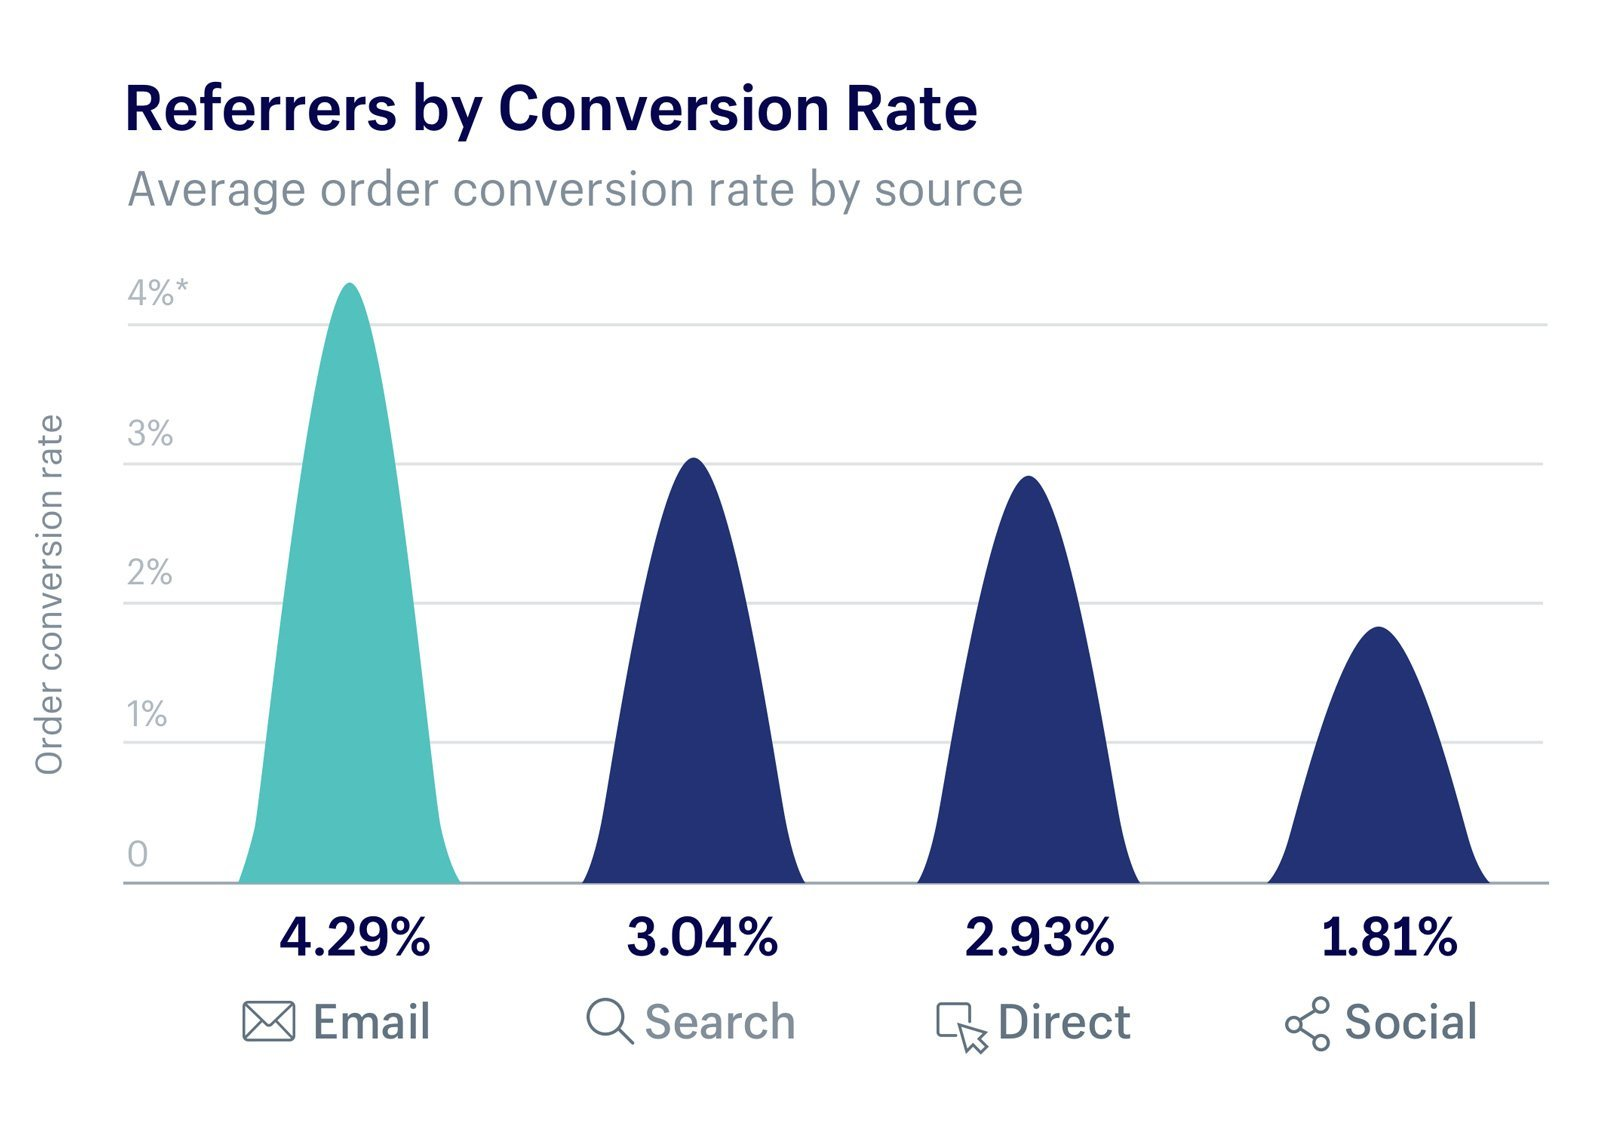 Referrers by Conversion Rate
Average order conversion rate by source
Order conversion rate
4%*
3%
2%
1%
0
4.29% 3.04% 2.93% 1.81%
Email Search Direct Social